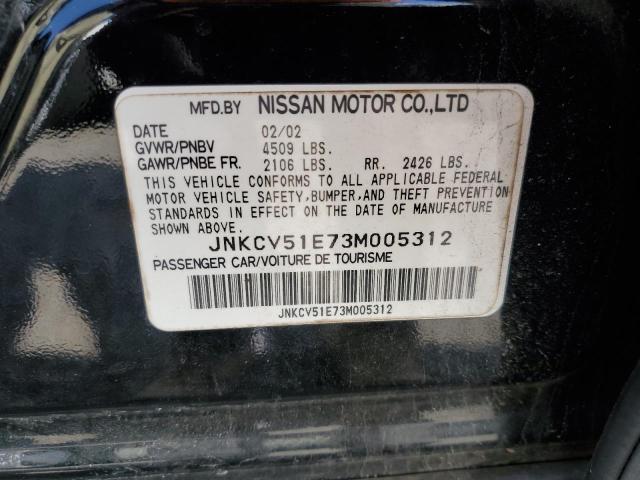 MFD.BY NISSAN MOTOR CO.,LTD
DATE 02/02
GVWR/PNBV 4509 LBS.
GAWR/PNBE FR. 2106 LBS. RR. 2426 LBS.
THIS VEHICLE CONFORMS TO ALL APPLICABLE FEDERAL
MOTOR VEHICLE SAFETY,BUMPER,AND THEFT PREVENTION
STANDARDS IN EFFECT ON THE DATE OF MANUFACTURE
SHOWN ABOVE.
JNKCV51E73M005312
PASSENGER CAR/VOITURE DE TOURISME
JNKCV51E73M005312